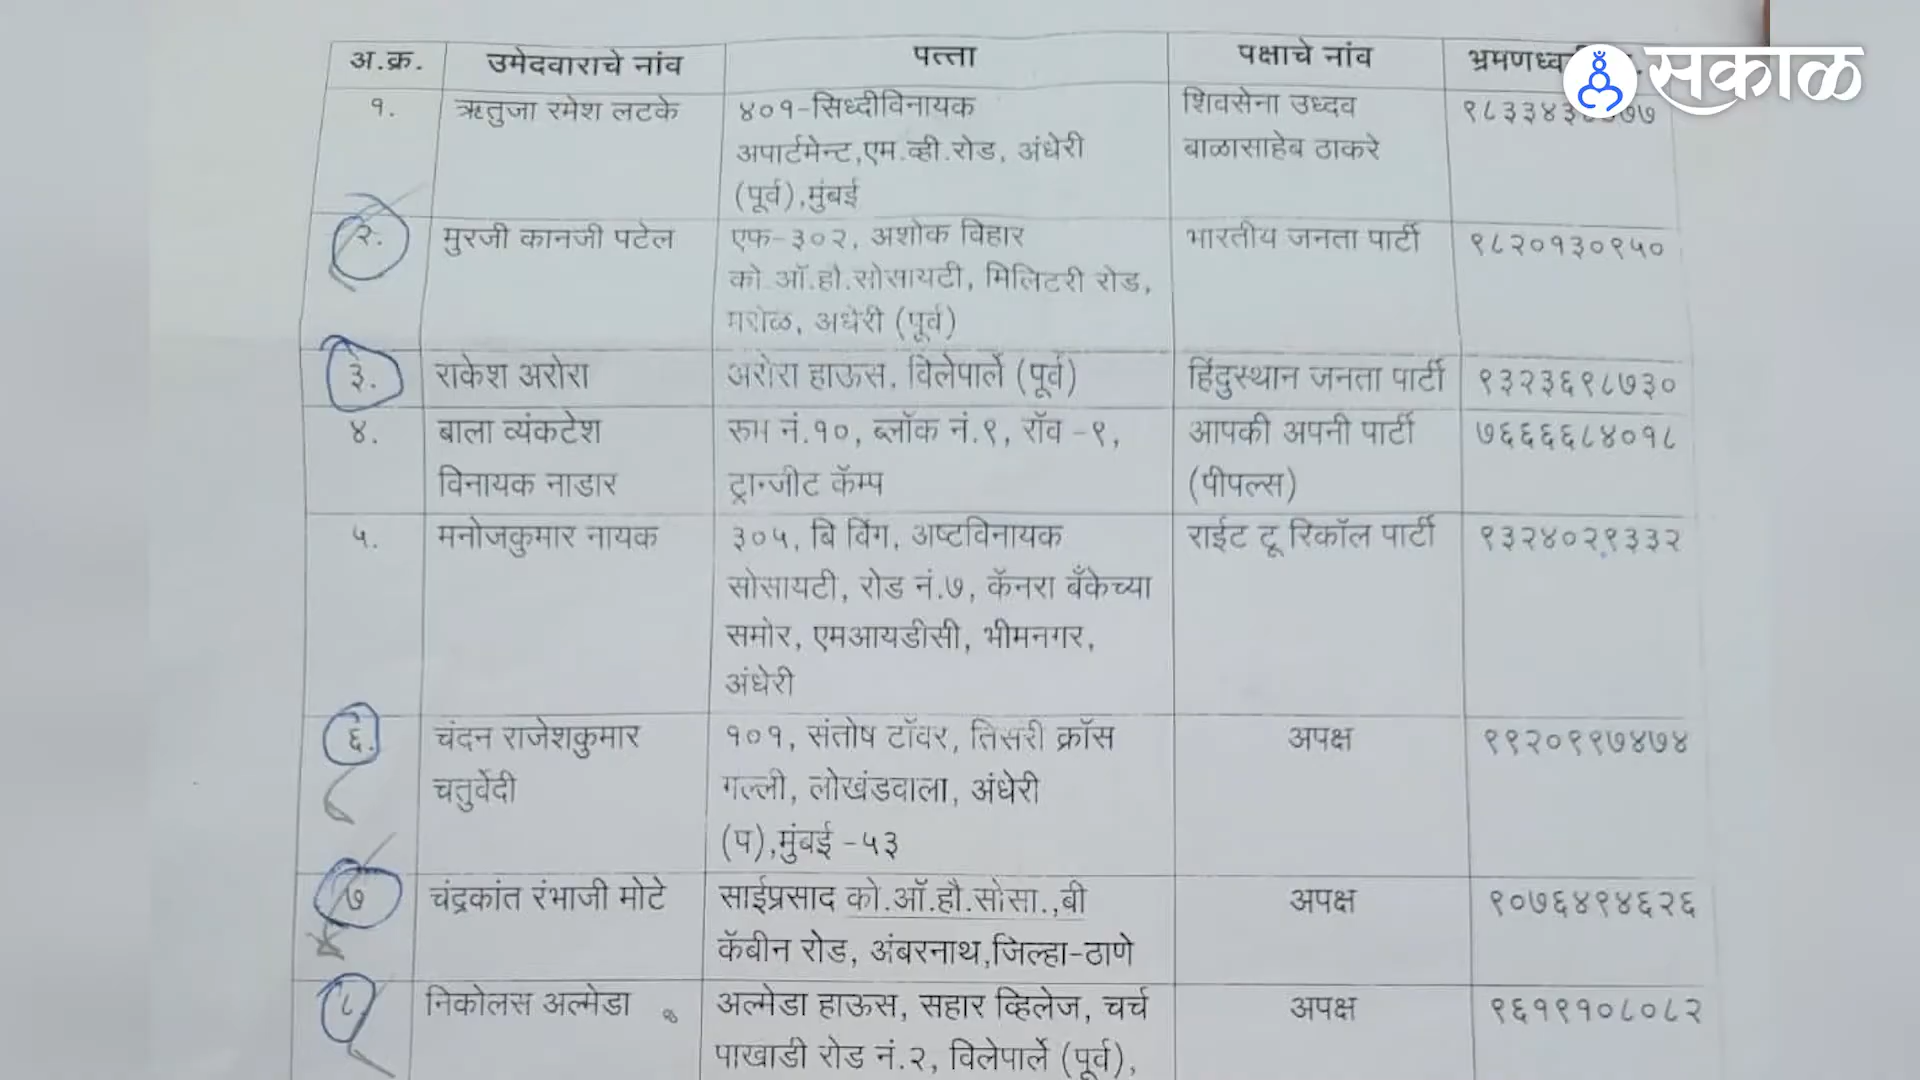 सकाळ
अ.क्र. उमेदवाराचे नांव पत्त्ता पक्षाचे नांव
१. ऋतुजा रमेश लटके ४०१-सिध्दीविनायक शिवसेना उध्दव
अपार्टमेन्ट,एम.व्ही.रोड, अंधेरी बाळासाहेब ठाकरे
(पूर्व),मुंबई
२. मुरजी कानजी पटेल एफ-३०२, अशोक विहार भारतीय जनता पार्टी ९८२०१३०९५०
को.ऑ.हौ.सोसायटी, मिलिटरी रोड,
मरोळ, अंधेरी (पूर्व)
३. राकेश अरोरा अरोरा हाऊस, विलेपार्ले (पूर्व) हिंदुस्थान जनता पार्टी ९३२३६९८७३०
४. बाला व्यंकटेश रुम नं.१०, ब्लॉक नं.९, रॉव -९, आपकी अपनी पार्टी ७६६६६८४०१८
विनायक नाडार ट्रान्जीट कॅम्प (पीपल्स)
५. मनोजकुमार नायक ३०५, बि विंग, अष्टविनायक राईट टू रिकॉल पार्टी ९३२४०२९३३२
सोसायटी, रोड नं.७, कॅनरा बँकेच्या
समोर, एमआयडीसी, भीमनगर,
अंधेरी
६. चंदन राजेशकुमार १०१, संतोष टॉवर, तिसरी क्रॉस अपक्ष ९९२०९९७४७४
चतुर्वेदी गल्ली, लोखंडवाला, अंधेरी
(प),मुंबई -५३
७ चंद्रकांत रंभाजी मोटे साईप्रसाद को.ऑ.हौ.सोसा.,बी अपक्ष ९०७६४९४६२६
कॅबीन रोड, अंबरनाथ,जिल्हा-ठाणे
८. निकोलस अल्मेडा अल्मेडा हाऊस, सहार व्हिलेज, चर्च अपक्ष ९६१९१०८०८२
पाखाडी रोड नं.२, विलेपार्ले (पूर्व),